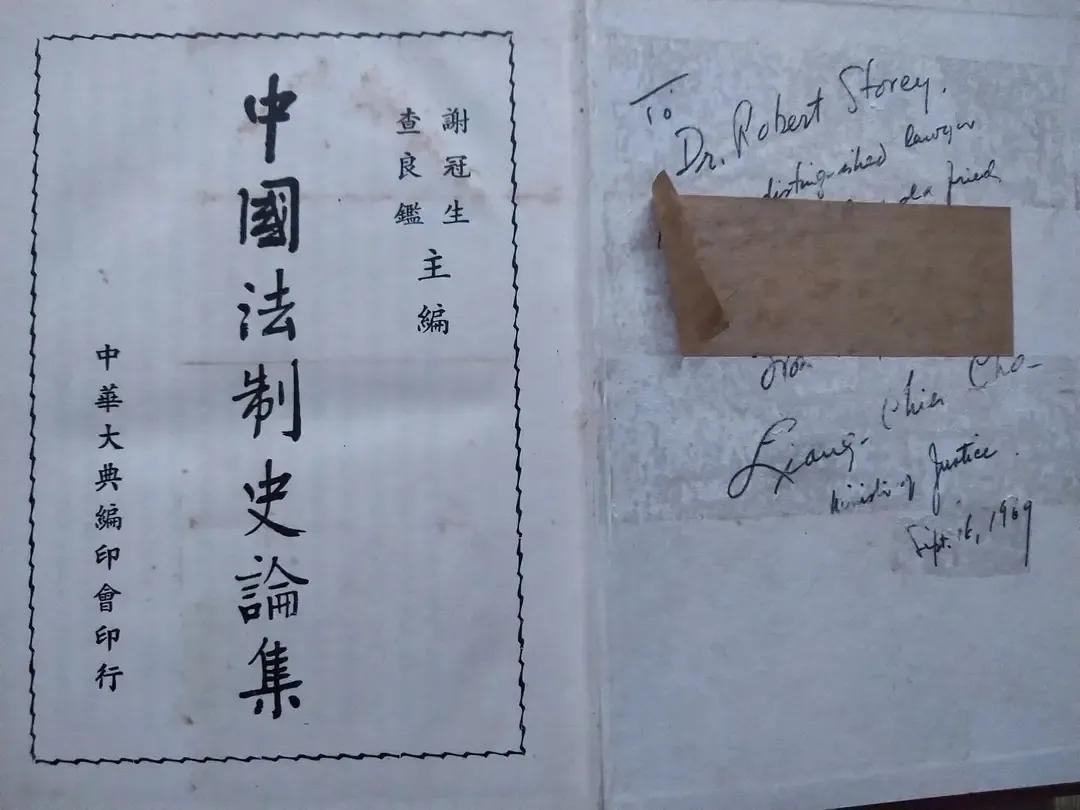 謝冠生
查良鑑
主編
中國法制史論集
中華大典編印會印行
To
Dr. Robert Storey,
distinguished lawyer
friend
from
Liang-Chien Cha
Minister of Justice.
Sept. 16, 1969